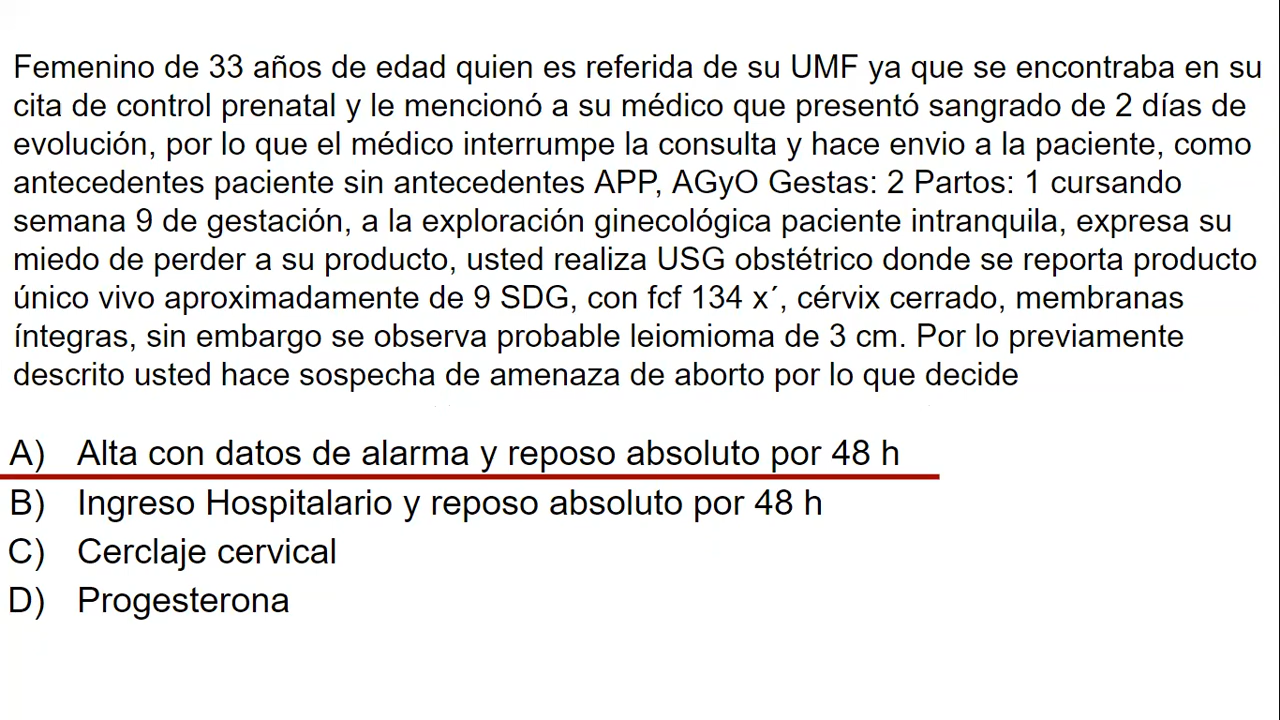 Femenino de 33 años de edad quien es referida de su UMF ya que se encontraba en su
cita de control prenatal y le mencionó a su médico que presentó sangrado de 2 días de
evolución, por lo que el médico interrumpe la consulta y hace envio a la paciente, como
antecedentes paciente sin antecedentes APP, AGyO Gestas: 2 Partos: 1 cursando
semana 9 de gestación, a la exploración ginecológica paciente intranquila, expresa su
miedo de perder a su producto, usted realiza USG obstétrico donde se reporta producto
único vivo aproximadamente de 9 SDG, con fcf 134 x´, cérvix cerrado, membranas
íntegras, sin embargo se observa probable leiomioma de 3 cm. Por lo previamente
descrito usted hace sospecha de amenaza de aborto por lo que decide
A) Alta con datos de alarma y reposo absoluto por 48 h
B) Ingreso Hospitalario y reposo absoluto por 48 h
C) Cerclaje cervical
D) Progesterona